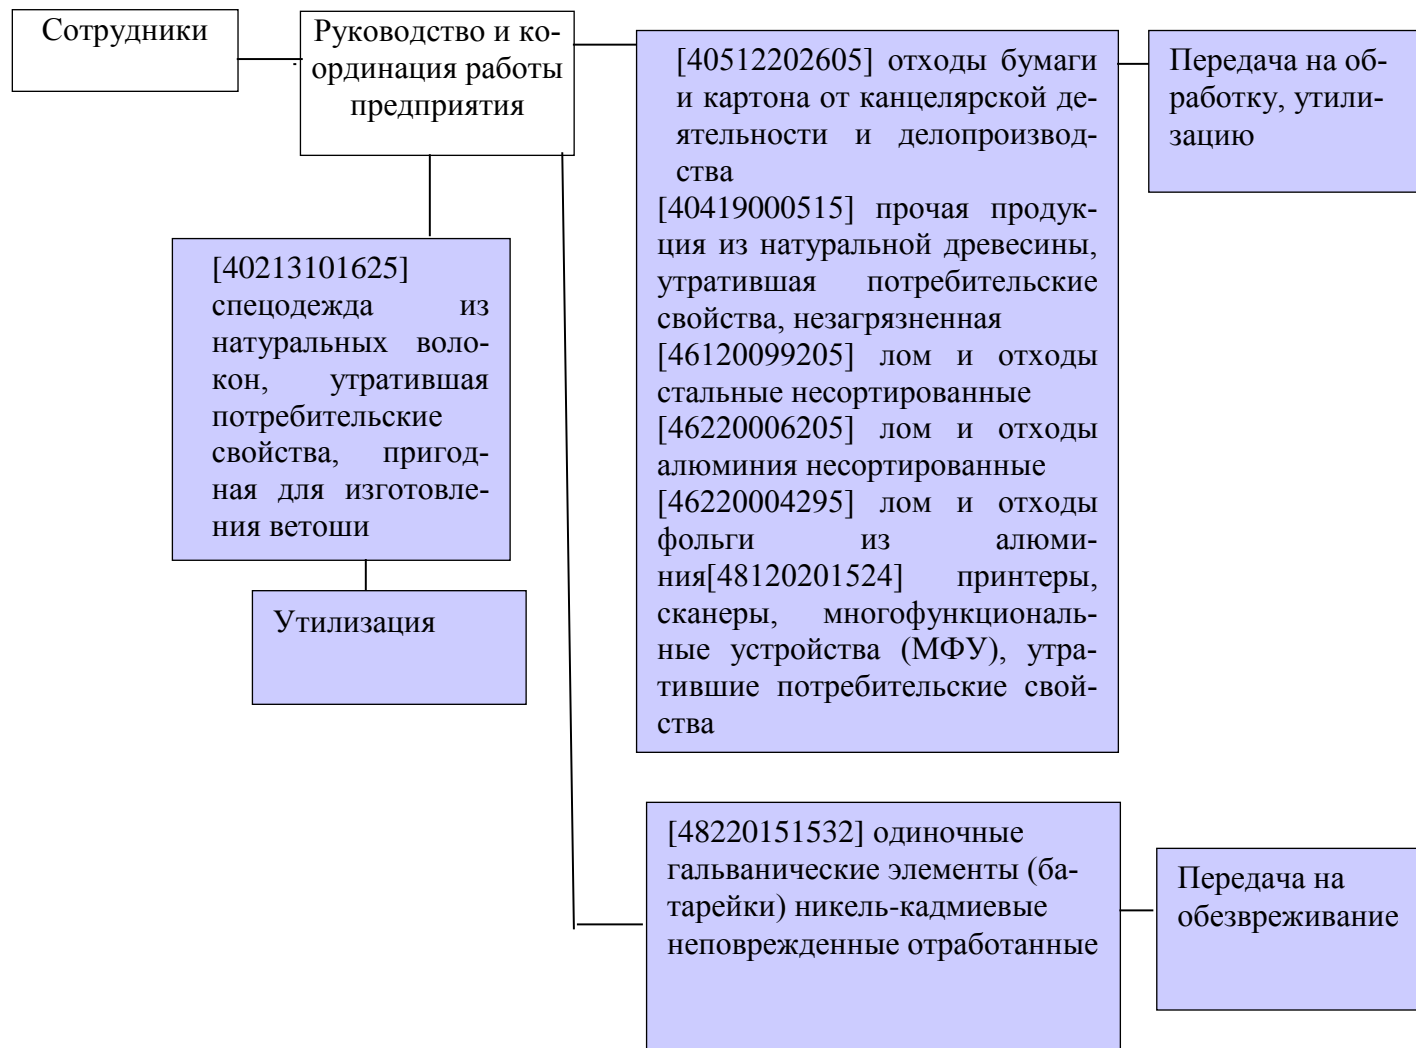 Сотрудники
Руководство и ко-
ординация работы
предприятия
[40512202605] отходы бумаги
и картона от канцелярской де-
ятельности и делопроизвод-
ства
[40419000515] прочая продук-
ция из натуральной древесины,
утратившая потребительские
свойства, незагрязненная
[46120099205] лом и отходы
стальные несортированные
[46220006205] лом и отходы
алюминия несортированные
[46220004295] лом и отходы
фольги из алюми-
ния[48120201524] принтеры,
сканеры, многофункциональ-
ные устройства (МФУ), утра-
тившие потребительские свой-
ства
Передача на об-
работку, утили-
зацию
[40213101625]
спецодежда из
натуральных воло-
кон, утратившая
потребительские
свойства, пригод-
ная для изготовле-
ния ветоши
Утилизация
[48220151532] одиночные
гальванические элементы (ба-
тарейки) никель-кадмиевые
неповрежденные отработанные
Передача на
обезвреживание